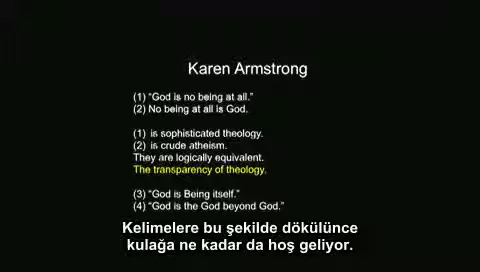 Karen Armstrong
(1) "God is no being at all."
(2) No being at all is God.
(1) is sophisticated theology.
(2) is crude atheism.
They are logically equivalent.
The transparency of theology.
(3) "God is Being itself."
(4) "God is the God beyond God."
Kelimelere bu şekilde dökülünce
kulağa ne kadar da hoş geliyor.